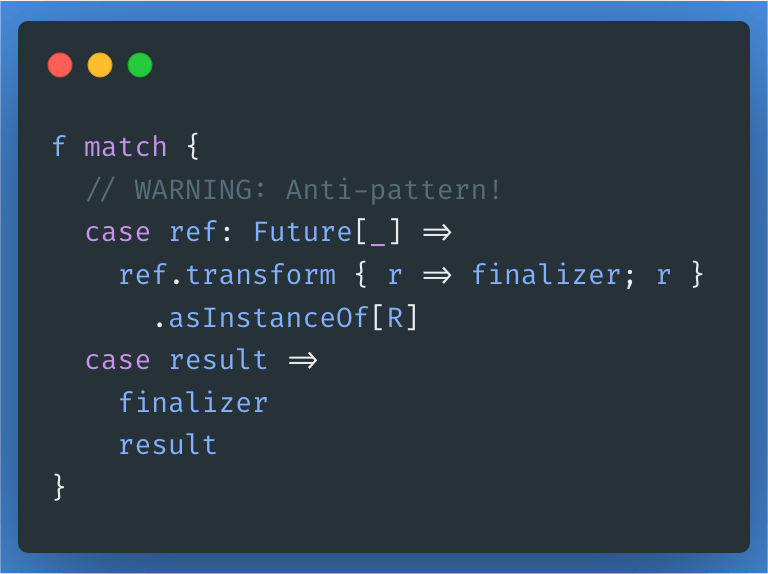 f match {
  // WARNING: Anti-pattern!
  case ref: Future[_] =>
    ref.transform { r => finalizer; r }
      .asInstanceOf[R]
  case result =>
    finalizer
    result
}